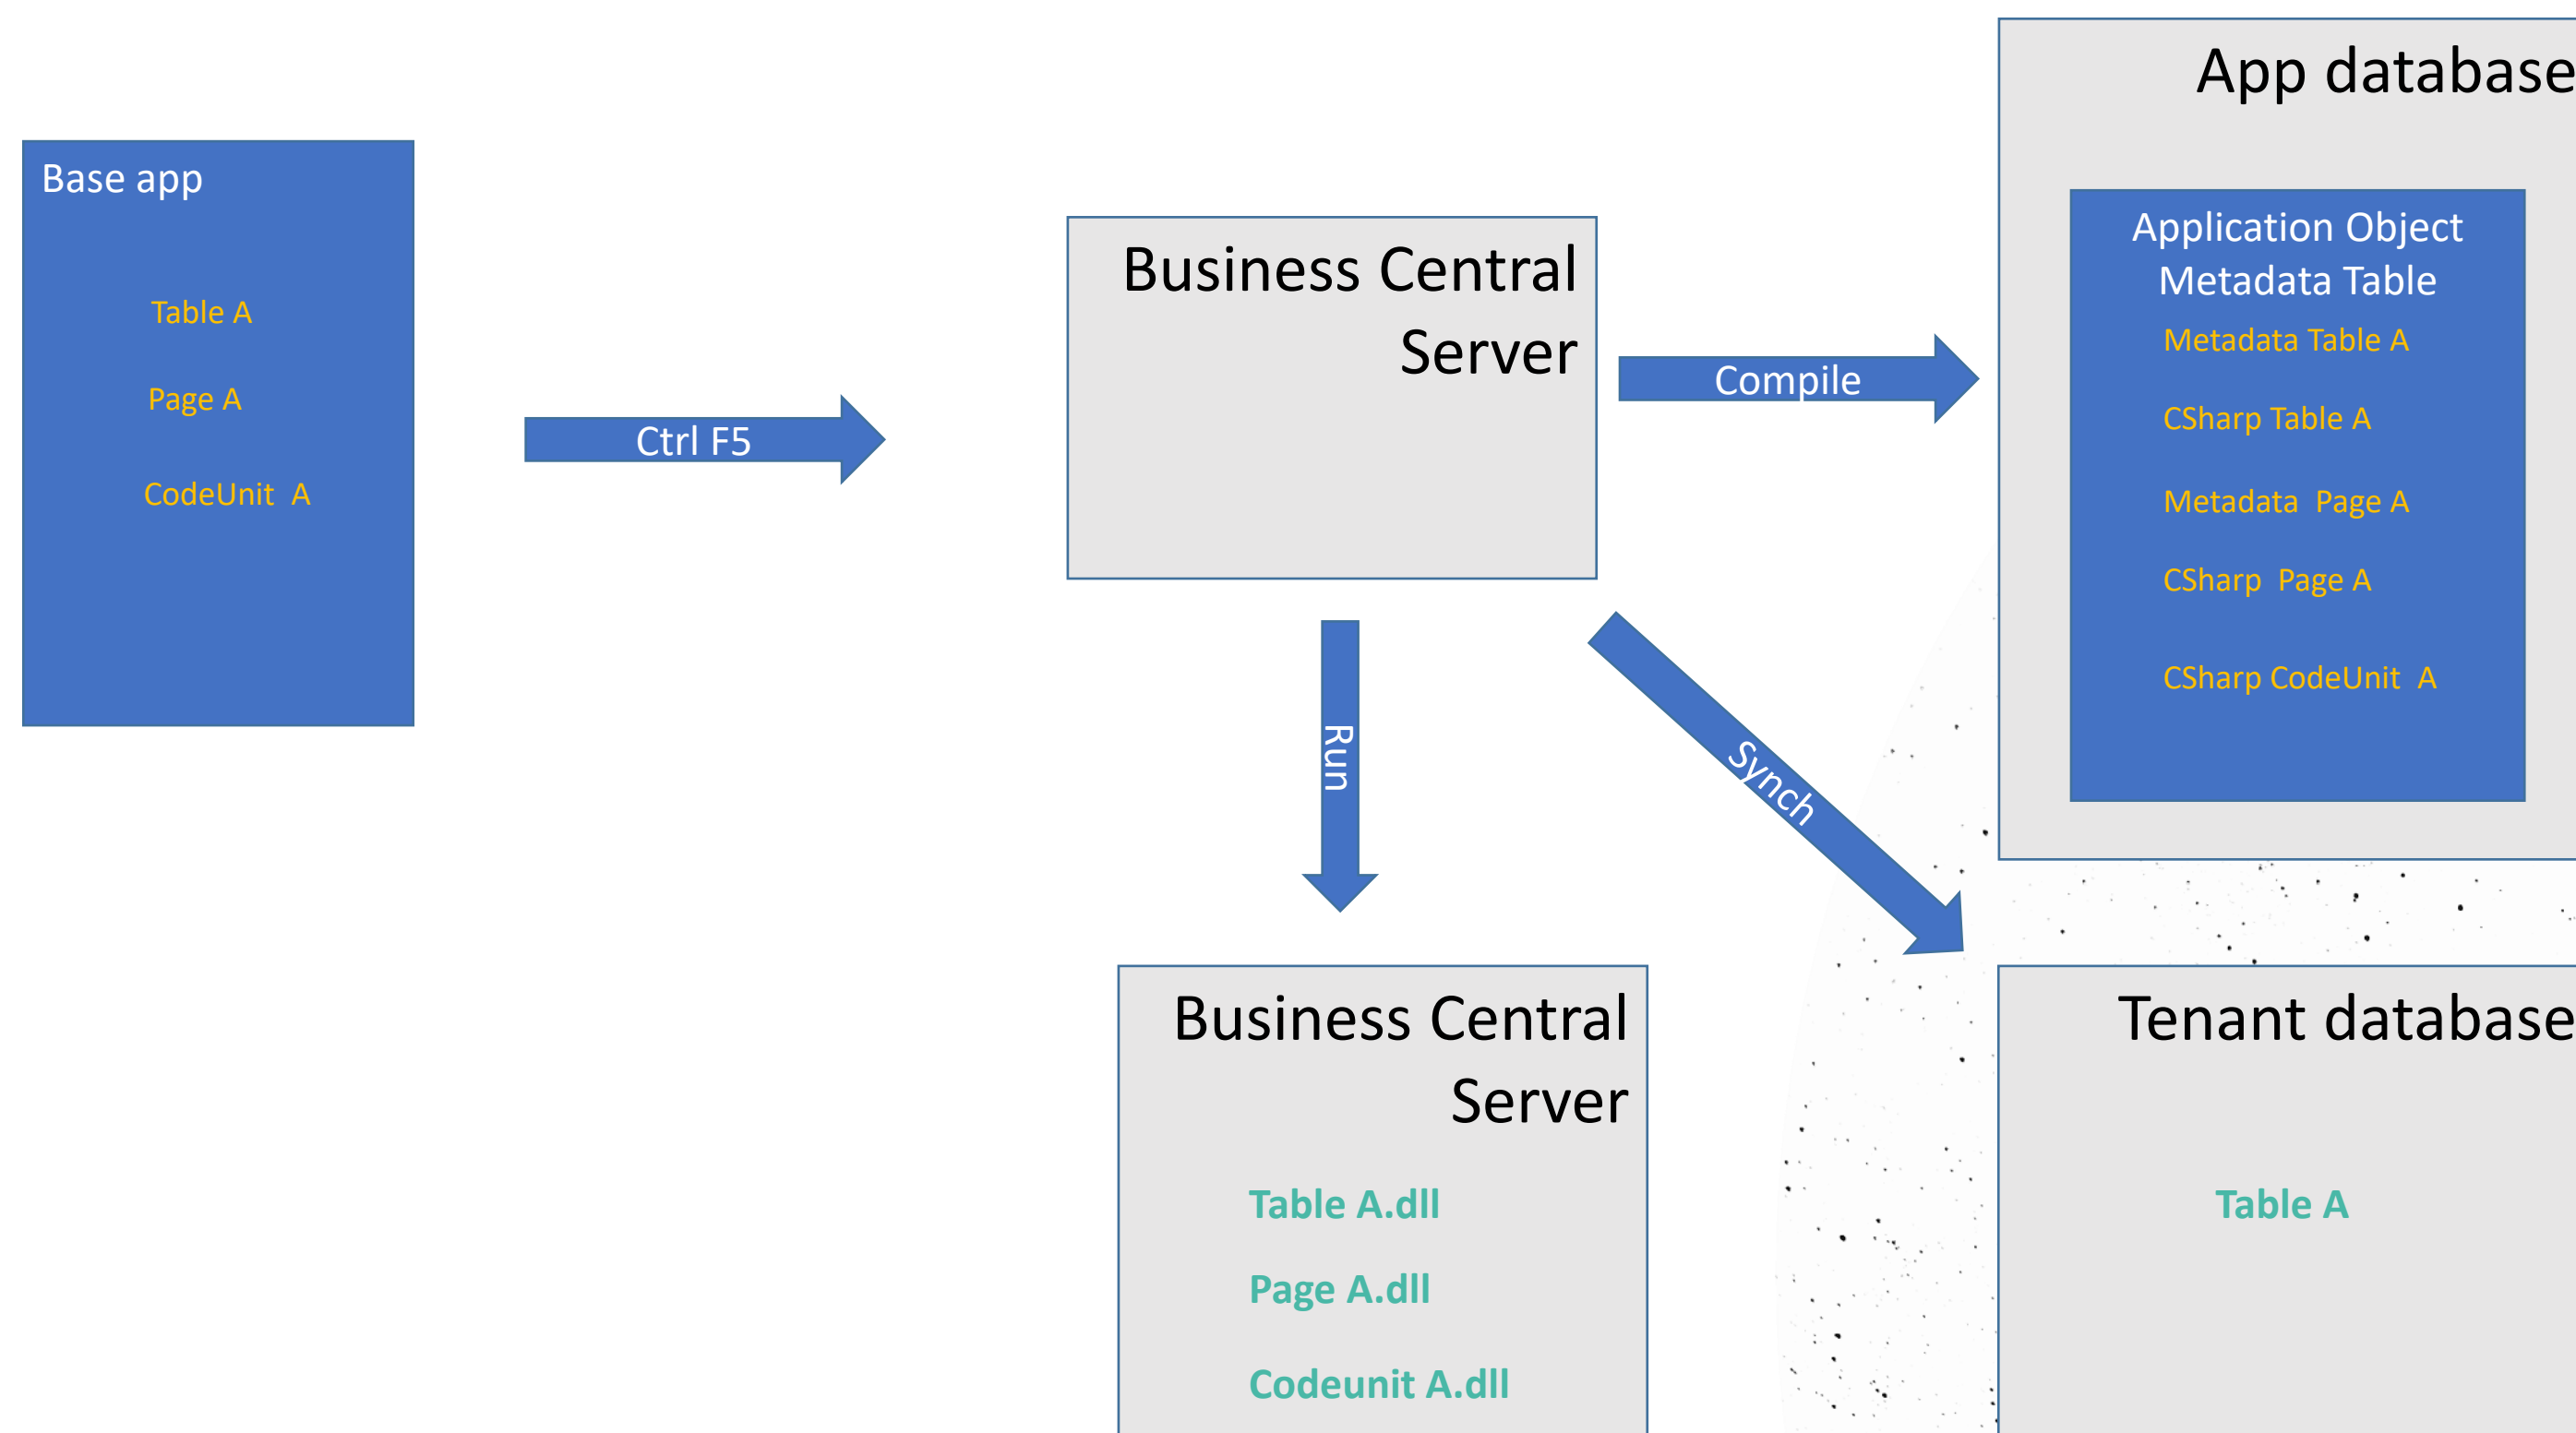 Base app
Table A
Page A
CodeUnit  A
Ctrl F5
Business Central
Server
Compile
App database
Application Object
Metadata Table
Metadata Table A
CSharp Table A
Metadata  Page A
CSharp  Page A
CSharp CodeUnit  A
Run
Synch
Business Central
Server
Table A.dll
Page A.dll
Codeunit A.dll
Tenant database
Table A